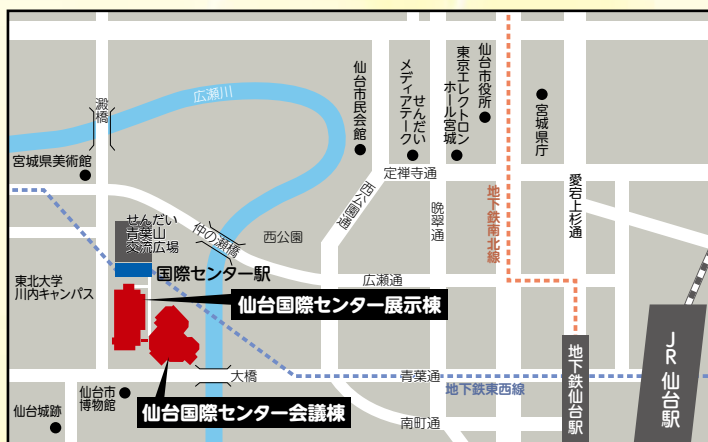 広瀬川
澱橋
宮城県美術館
仙台市民会館
せんだい
メディアテーク
東京エレクトロン
ホール宮城
仙台市役所
宮城県庁
定禅寺通
西公園通
晩翠通
地下鉄南北線
愛宕上杉通
せんだい
青葉山
交流広場
仲の瀬橋
西公園
国際センター駅
広瀬通
東北大学
川内キャンパス
仙台国際センター展示棟
JR仙台駅
地下鉄仙台駅
大橋
青葉通
地下鉄東西線
仙台市
博物館
仙台城跡
仙台国際センター会議棟
南町通